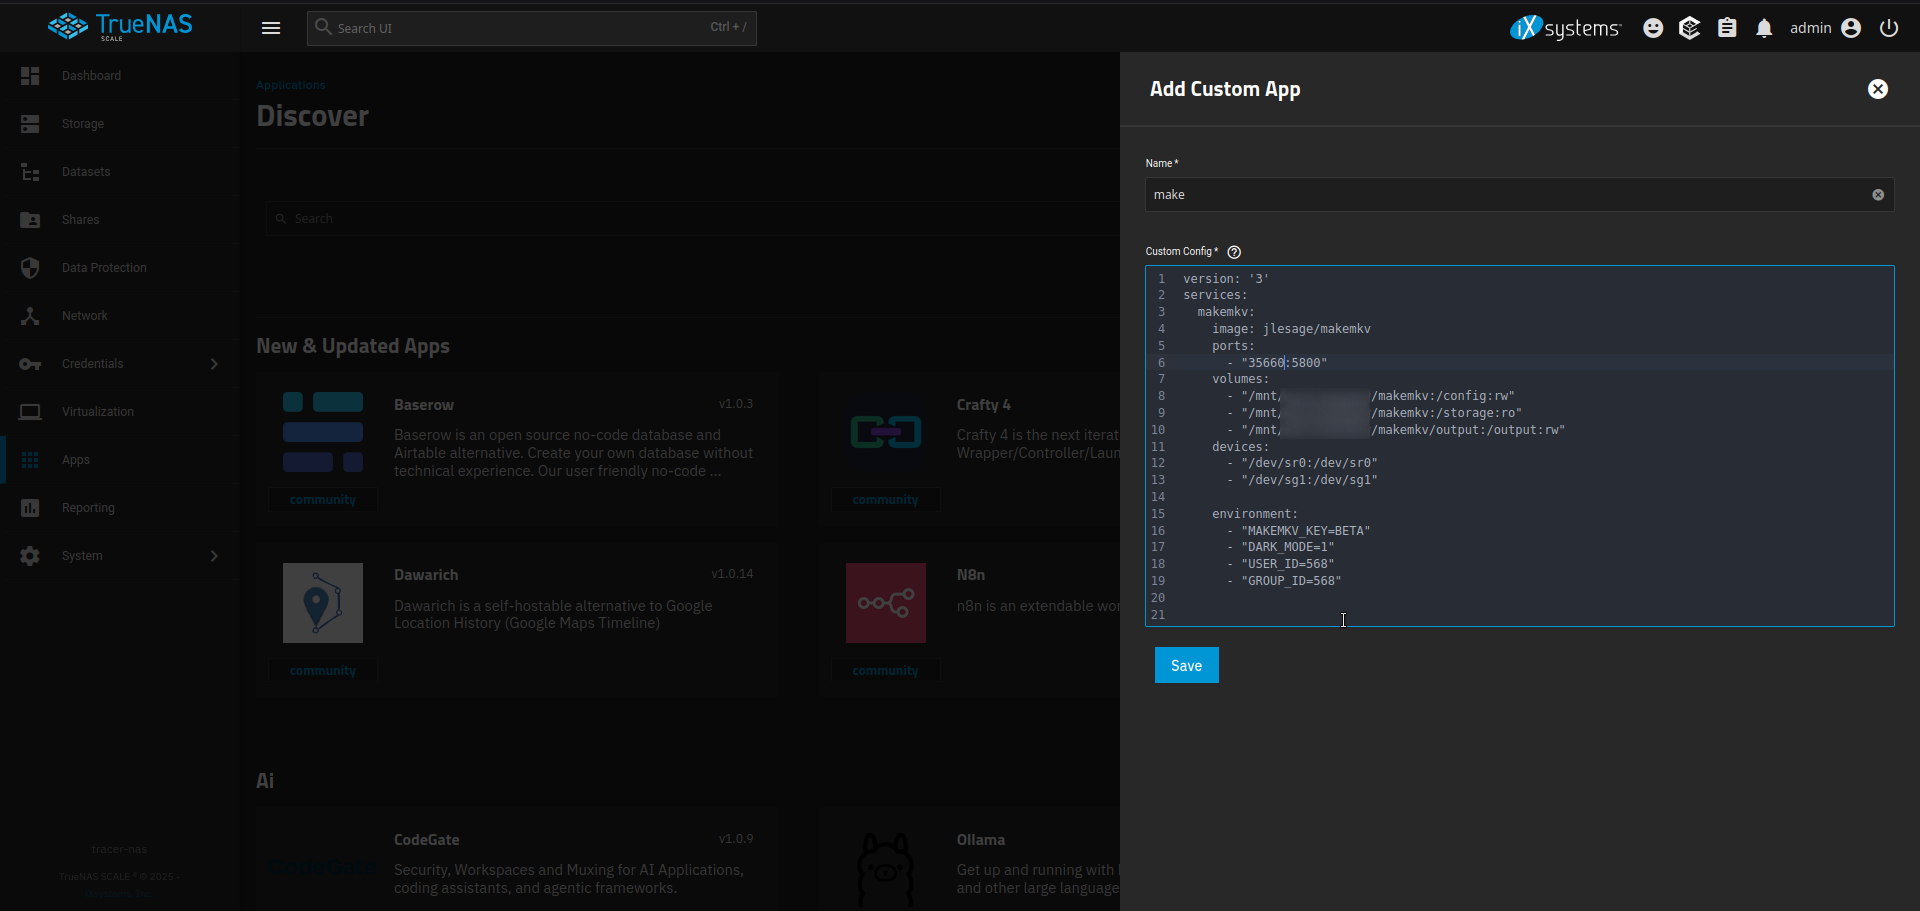 TrueNAS
SCALE
Search UI
Ctrl + /
iXsystems
admin
Dashboard
Storage
Datasets
Shares
Data Protection
Network
Credentials
Virtualization
Apps
Reporting
System
tracer-nas
TrueNAS SCALE ® © 2025 -
iXsystems, Inc.
Applications
Discover
Search
New & Updated Apps
Baserow
v1.0.3
Baserow is an open source no-code database and
Airtable alternative. Create your own database without
technical experience. Our user friendly no-code ...
community
Crafty 4
Crafty 4 is the next iterat
Wrapper/Controller/Laun
community
Dawarich
v1.0.14
Dawarich is a self-hostable alternative to Google
Location History (Google Maps Timeline)
community
N8n
n8n is an extendable wor
community
Ai
CodeGate
CodeGate
v1.0.9
Security, Workspaces and Muxing for AI Applications,
coding assistants, and agentic frameworks.
Ollama
Get up and running with l
and other large language
Add Custom App
Name *
make
Custom Config *
1 version: '3'
2 services:
3 makemkv:
4 image: jlesage/makemkv
5 ports:
6 - "35660:5800"
7 volumes:
8 - "/mnt/ /makemkv:/config:rw"
9 - "/mnt/ /makemkv:/storage:ro"
10 - "/mnt/ /makemkv/output:/output:rw"
11 devices:
12 - "/dev/sr0:/dev/sr0"
13 - "/dev/sg1:/dev/sg1"
14
15 environment:
16 - "MAKEMKV_KEY=BETA"
17 - "DARK_MODE=1"
18 - "USER_ID=568"
19 - "GROUP_ID=568"
20
21
Save